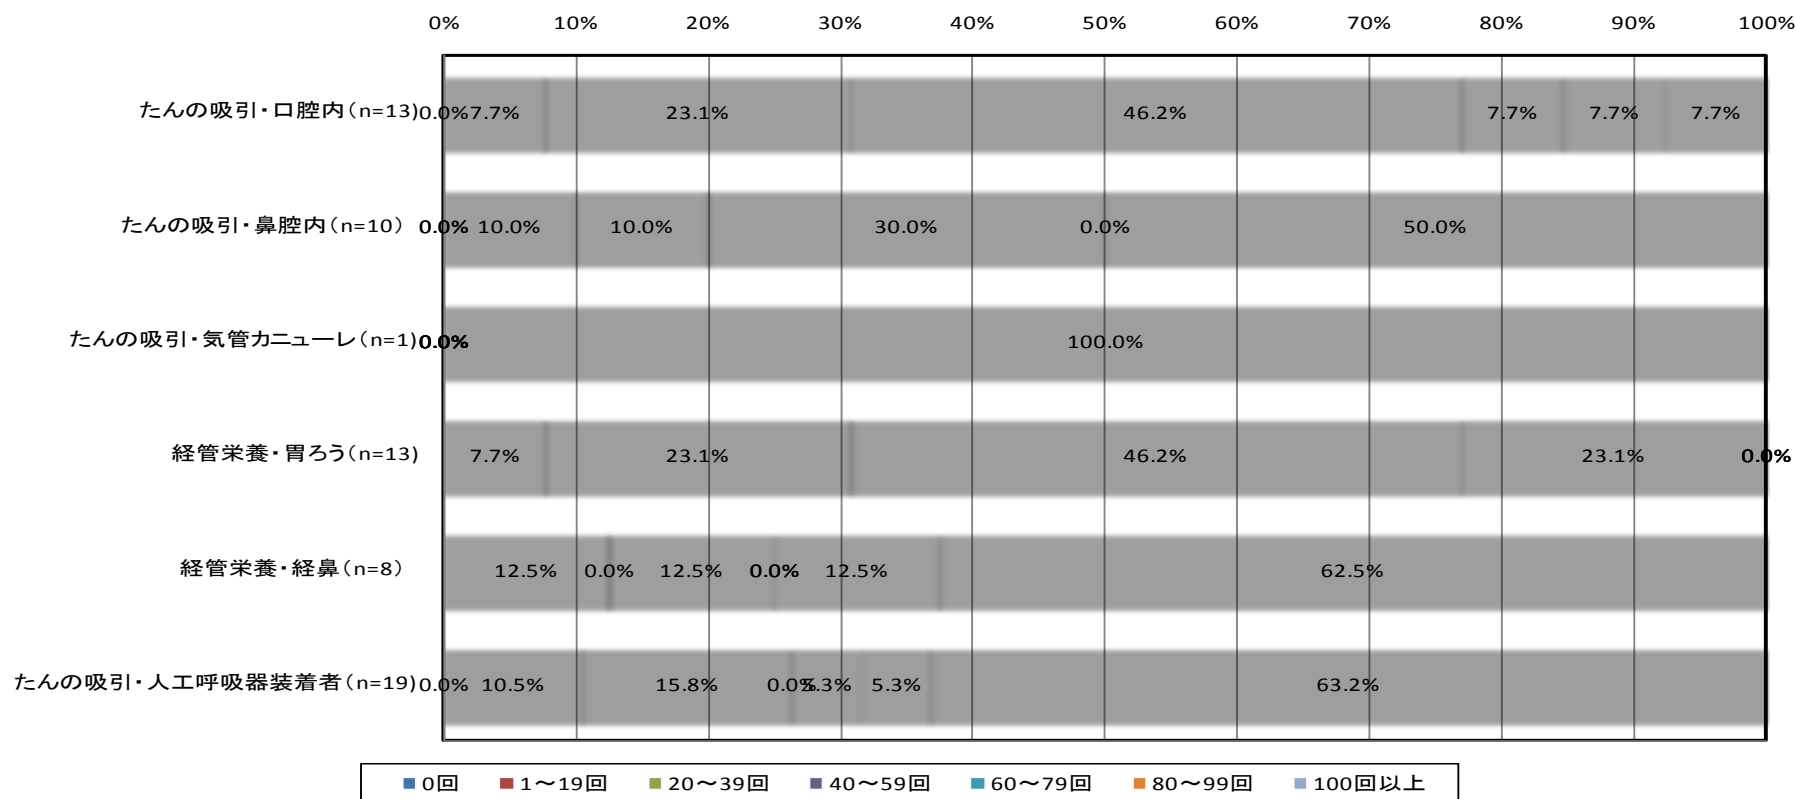 0% 10% 20% 30% 40% 50% 60% 70% 80% 90% 100%
たんの吸引・口腔内(n=13) 0.0% 7.7% 23.1% 46.2% 7.7% 7.7% 7.7%
たんの吸引・鼻腔内(n=10) 0.0% 10.0% 10.0% 30.0% 0.0% 50.0%
たんの吸引・気管カニューレ(n=1) 0.0% 100.0%
経管栄養・胃ろう(n=13) 7.7% 23.1% 46.2% 23.1% 0.0%
経管栄養・経鼻(n=8) 12.5% 0.0% 12.5% 0.0% 12.5% 62.5%
たんの吸引・人工呼吸器装着者(n=19) 0.0% 10.5% 15.8% 0.0% 5.3% 5.3% 63.2%
0回 1～19回 20～39回 40～59回 60～79回 80～99回 100回以上